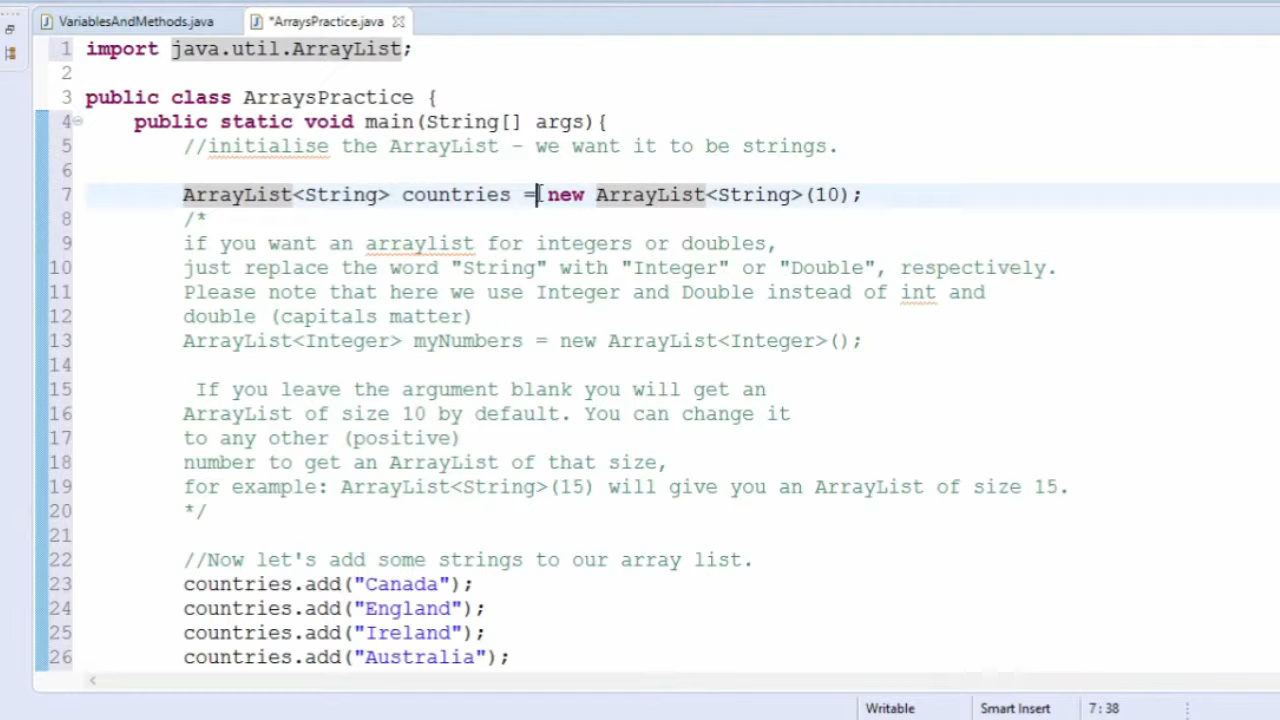 VariablesAndMethods.java
*ArraysPractice.java
1 import java.util.ArrayList;
2
3 public class ArraysPractice {
4 public static void main(String[] args){
5 //initialise the ArrayList - we want it to be strings.
6
7 ArrayList<String> countries = new ArrayList<String>(10);
8 /*
9 if you want an arraylist for integers or doubles,
10 just replace the word "String" with "Integer" or "Double", respectively.
11 Please note that here we use Integer and Double instead of int and
12 double (capitals matter)
13 ArrayList<Integer> myNumbers = new ArrayList<Integer>();
14
15 If you leave the argument blank you will get an
16 ArrayList of size 10 by default. You can change it
17 to any other (positive)
18 number to get an ArrayList of that size,
19 for example: ArrayList<String>(15) will give you an ArrayList of size 15.
20 */
21
22 //Now let's add some strings to our array list.
23 countries.add("Canada");
24 countries.add("England");
25 countries.add("Ireland");
26 countries.add("Australia");
Writable Smart Insert 7 : 38